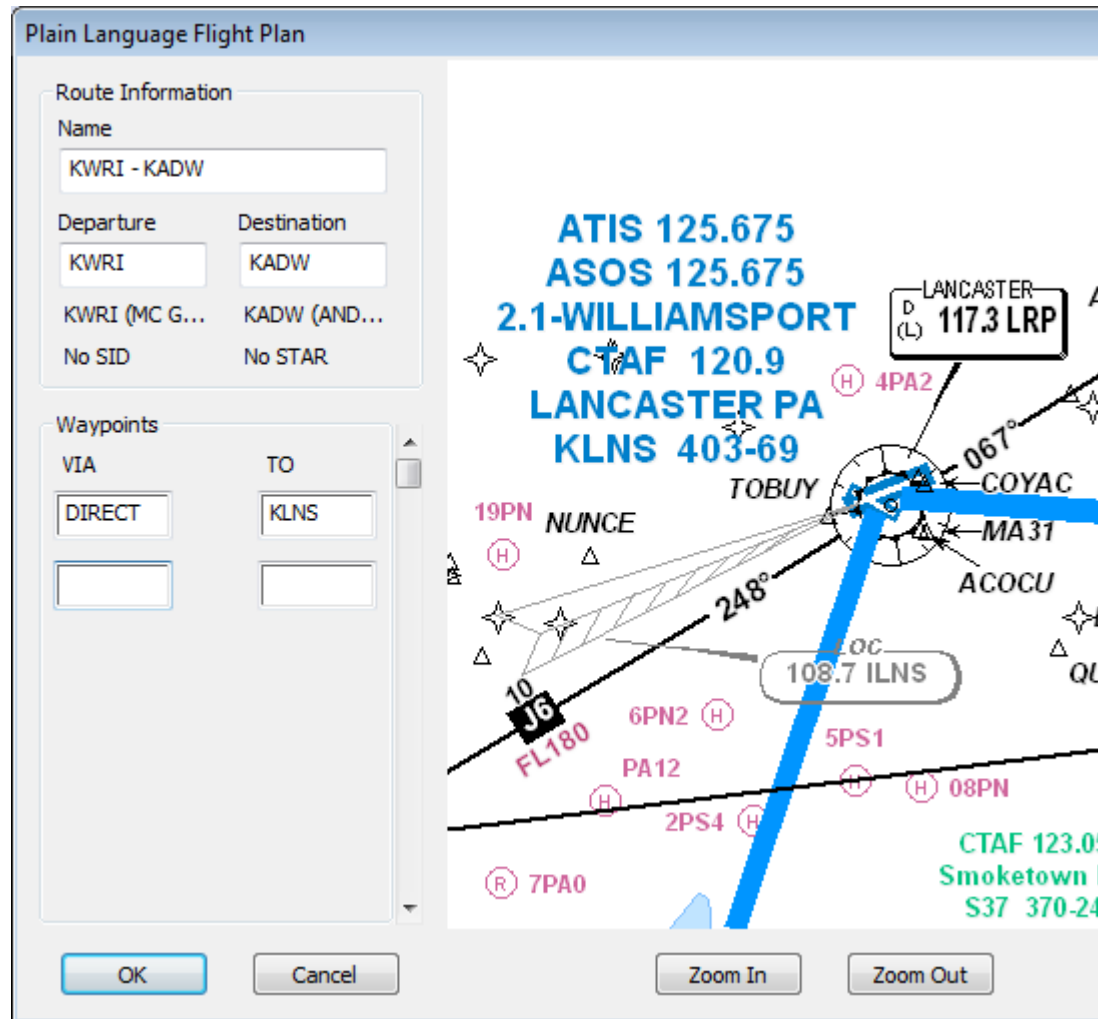 Plain Language Flight Plan
Route Information
Name
KWRI - KADW
Departure Destination
KWRI KADW
KWRI (MC G... KADW (AND...
No SID No STAR
Waypoints
VIA TO
DIRECT KLNS
OK Cancel
ATIS 125.675
ASOS 125.675
2.1-WILLIAMSPORT
CTAF 120.9
LANCASTER PA
KLNS 403-69
LANCASTER
D
(L) 117.3 LRP
H 4PA2
067°
TOBUY
COYAC
19PN
H
NUNCE
MA31
ACOCU
248°
LOC
108.7 ILNS
10
J6
FL180
6PN2 H
5PS1
H
PA12
H
H 08PN
2PS4 H
R 7PA0
CTAF 123.05
Smoketown
S37 370-24
Zoom In Zoom Out